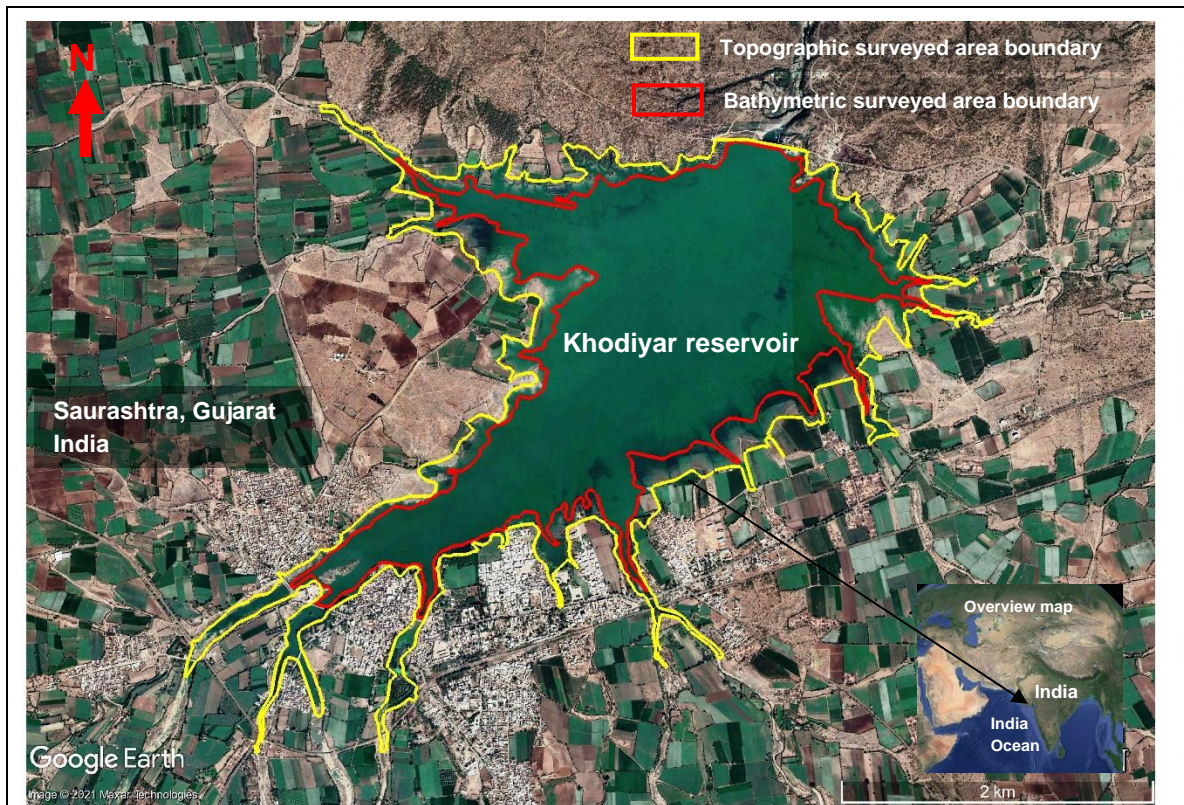 N
Topographic surveyed area boundary
Bathymetric surveyed area boundary
Khodiyar reservoir
Saurashtra, Gujarat
India
Overview map
India
India
Ocean
Google Earth
Image © 2021 Maxar Technologies
2 km